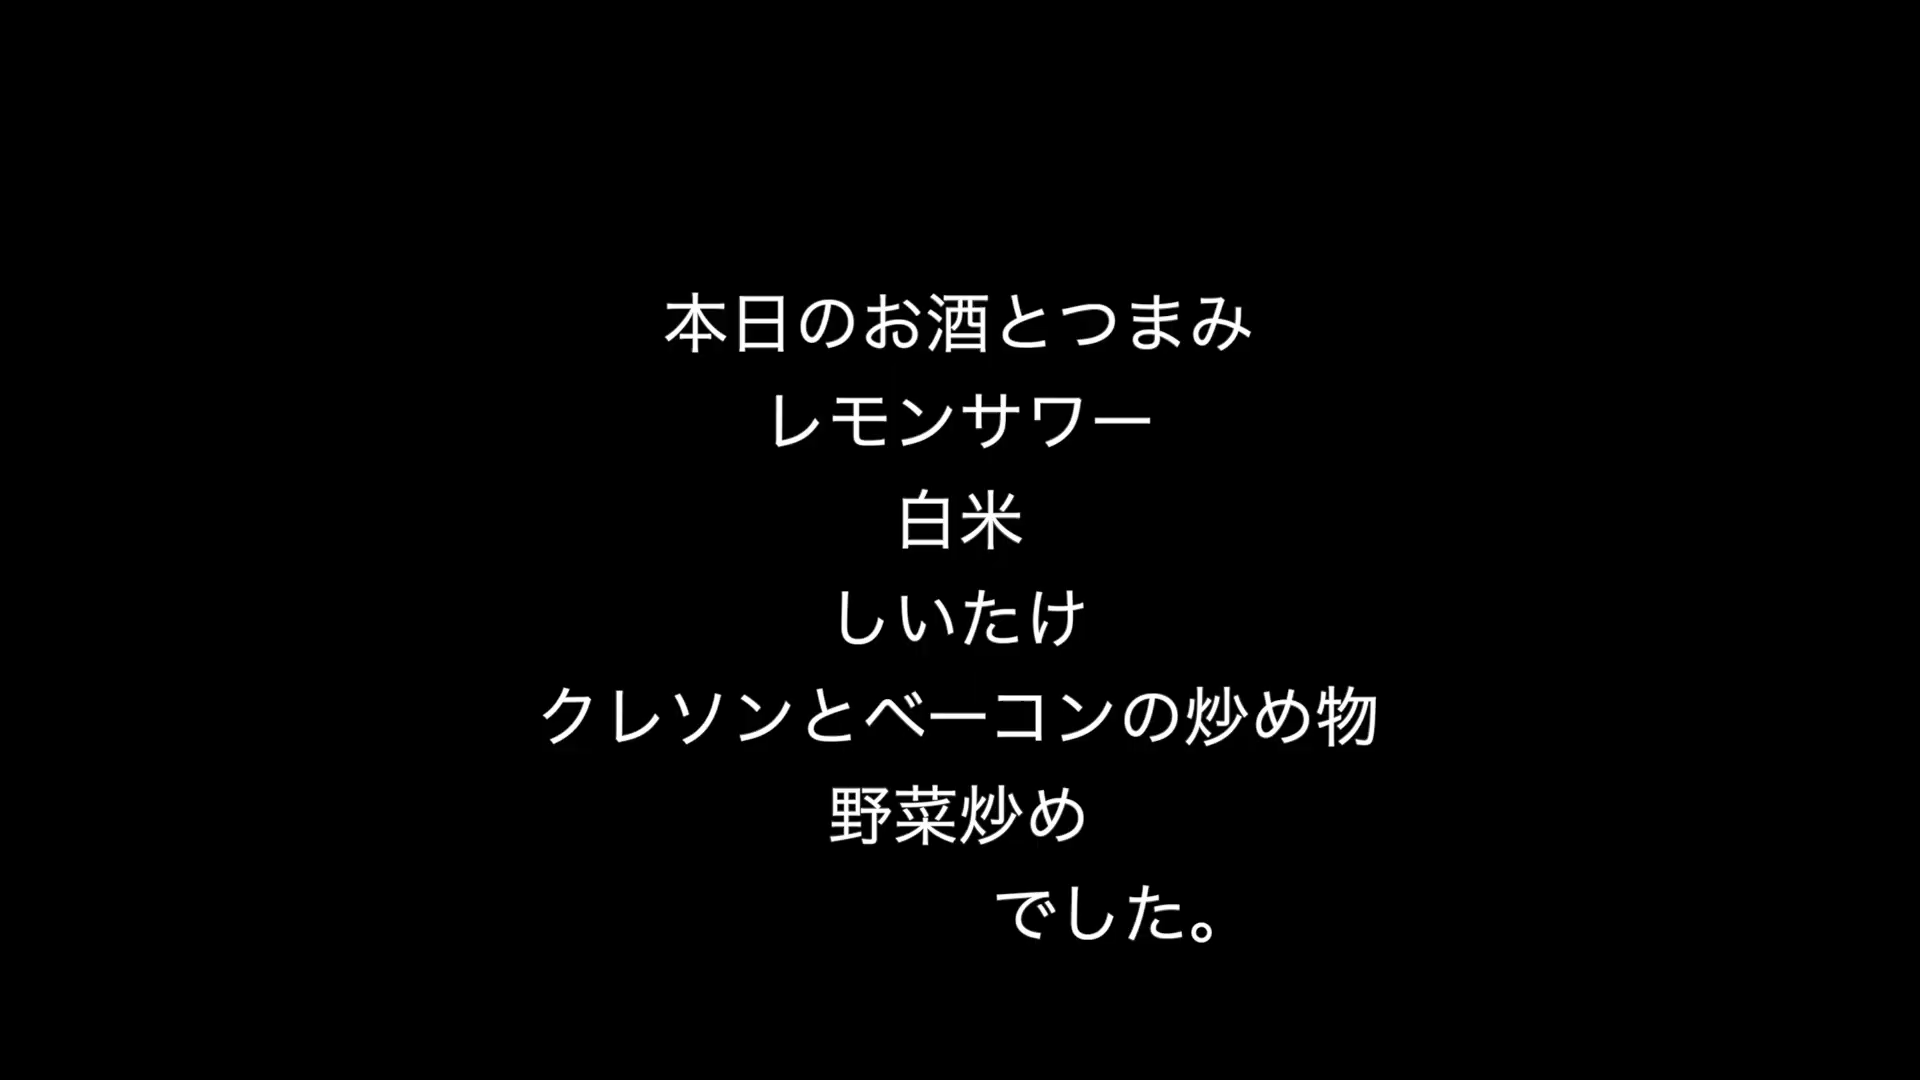 本日のお酒とつまみ
レモンサワー
白米
しいたけ
クレソンとベーコンの炒め物
野菜炒め
でした。